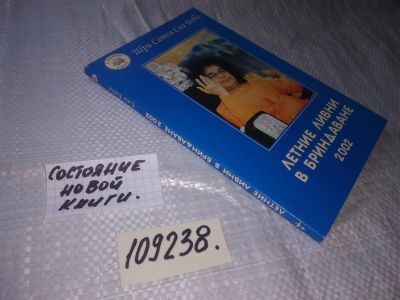 Шри Сатья Саи Баба
ЛЕТНИЕ ЛИВНИ
В БРИНДАВАНЕ
2002
ЛЕТНИЕ ЛИВНИ В БРИНДАВАНЕ 2002
СОСТОЯНИЕ
НОВОЙ
КНИГИ.
109238.